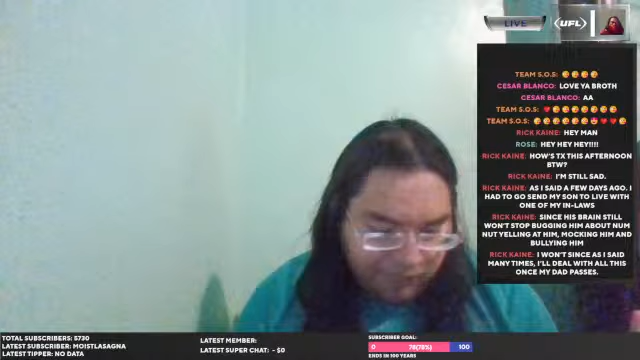 LIVE
UFL
TEAM S.O.S:
CESAR BLANCO: LOVE YA BROTH
CESAR BLANCO: AA
TEAM S.O.S:
TEAM S.O.S:
RICK KAINE: HEY MAN
ROSE: HEY HEY HEY!!!!
RICK KAINE: HOW'S TX THIS AFTERNOON
BTW?
RICK KAINE: I'M STILL SAD.
RICK KAINE: AS I SAID A FEW DAYS AGO. I
HAD TO GO SEND MY SON TO LIVE WITH
ONE OF MY IN-LAWS
RICK KAINE: SINCE HIS BRAIN STILL
WON'T STOP BUGGING HIM ABOUT NUM
NUT YELLING AT HIM, MOCKING HIM AND
BULLYING HIM
RICK KAINE: I WON'T SINCE AS I SAID
MANY TIMES, I'LL DEAL WITH ALL THIS
ONCE MY DAD PASSES.
TOTAL SUBSCRIBERS: 5730
LATEST SUBSCRIBER: MOISTLASAGNA
LATEST TIPPER: NO DATA
LATEST MEMBER:
LATEST SUPER CHAT: - $0
SUBSCRIBER GOAL:
0 78(78%) 100
ENDS IN 100 YEARS